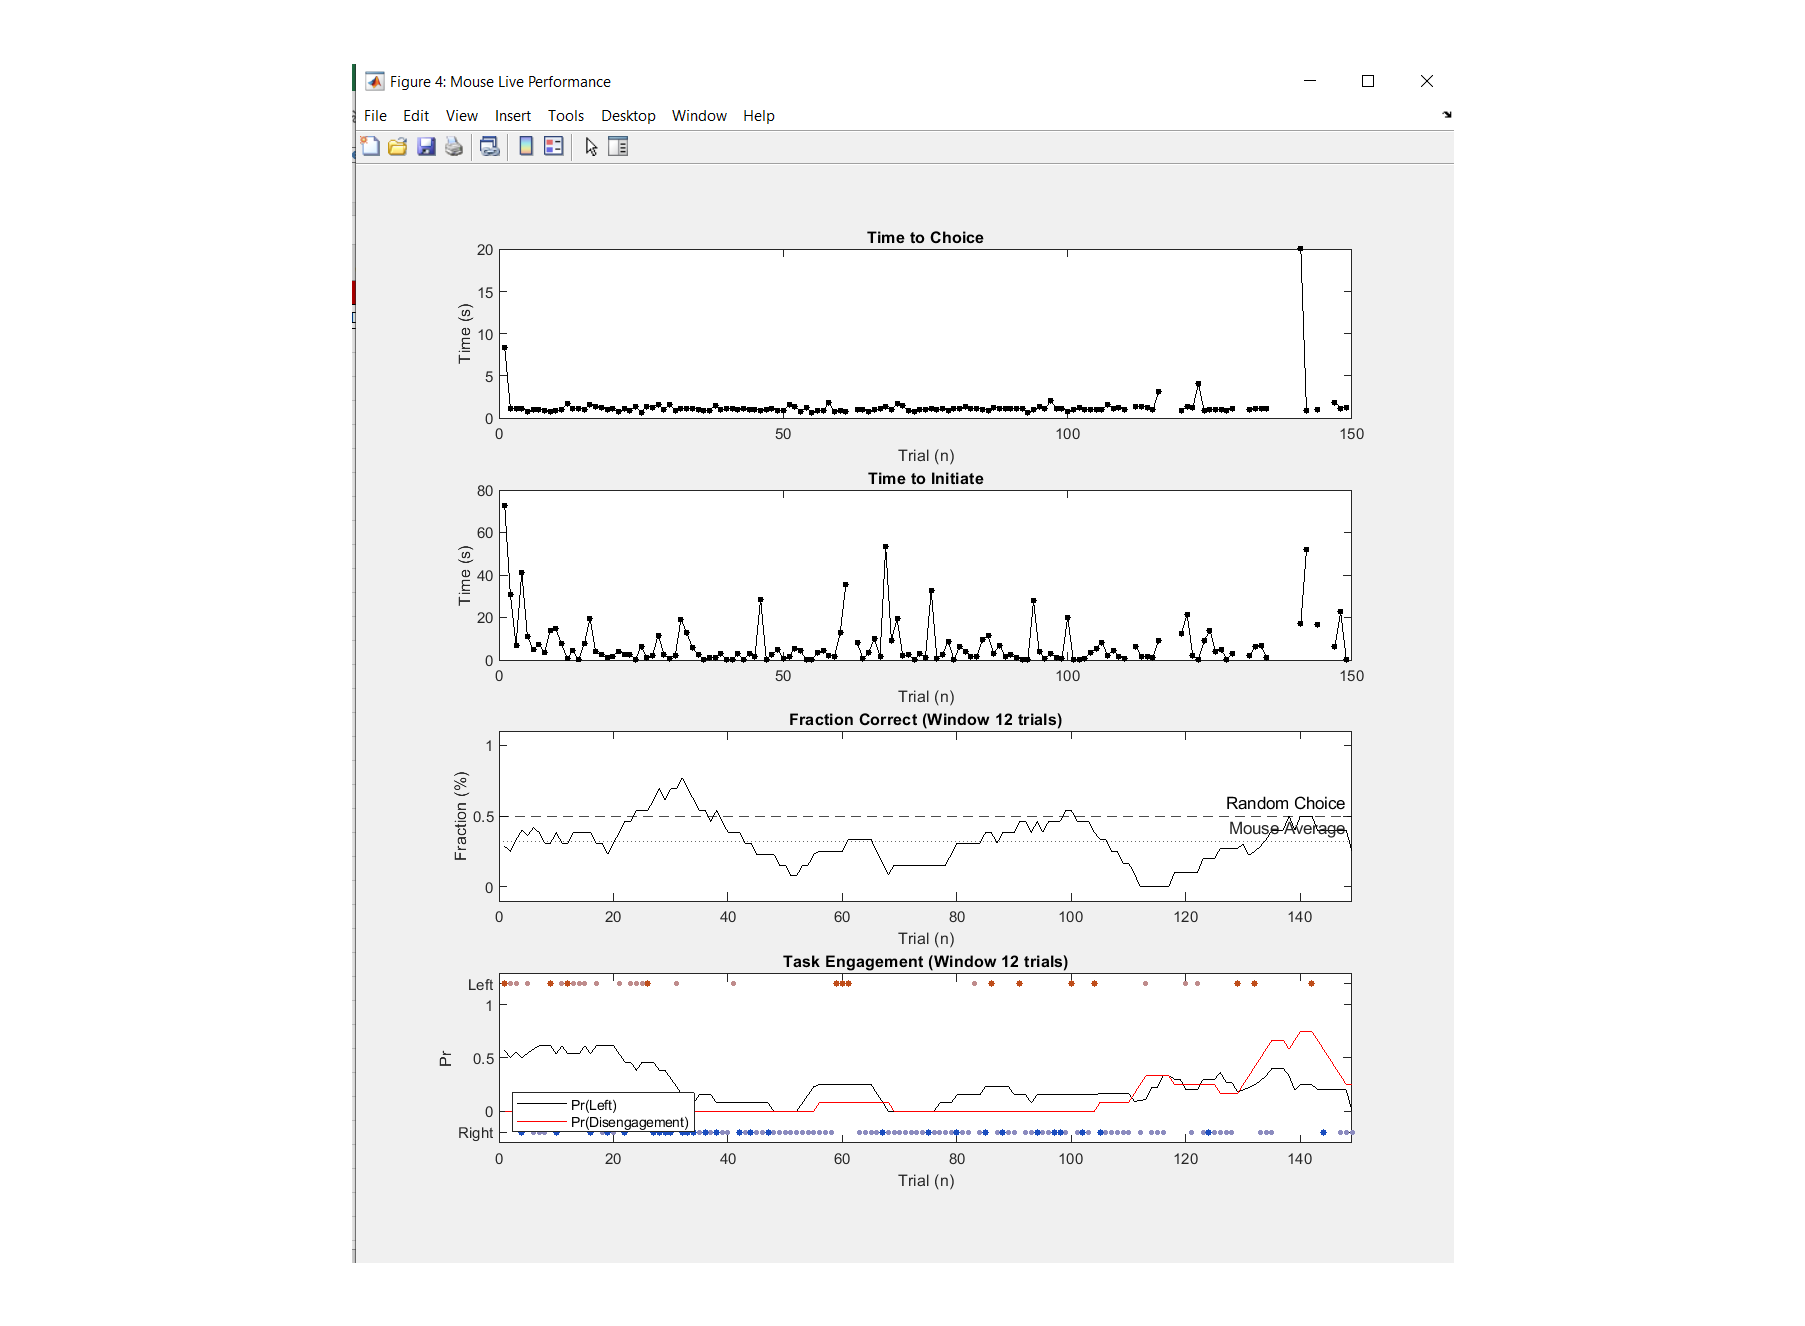 Figure 4: Mouse Live Performance
File Edit View Insert Tools Desktop Window Help
Time to Choice
20
15
10
5
0
Time (s)
0 50 100 150
Trial (n)
Time to Initiate
80
60
40
20
0
Time (s)
0 50 100 150
Trial (n)
Fraction Correct (Window 12 trials)
1
0.5
0
Fraction (%)
Random Choice
Mouse Average
0 20 40 60 80 100 120 140
Trial (n)
Task Engagement (Window 12 trials)
Left
1
0.5
0
Right
Pr
Pr(Left)
Pr(Disengagement)
0 20 40 60 80 100 120 140
Trial (n)